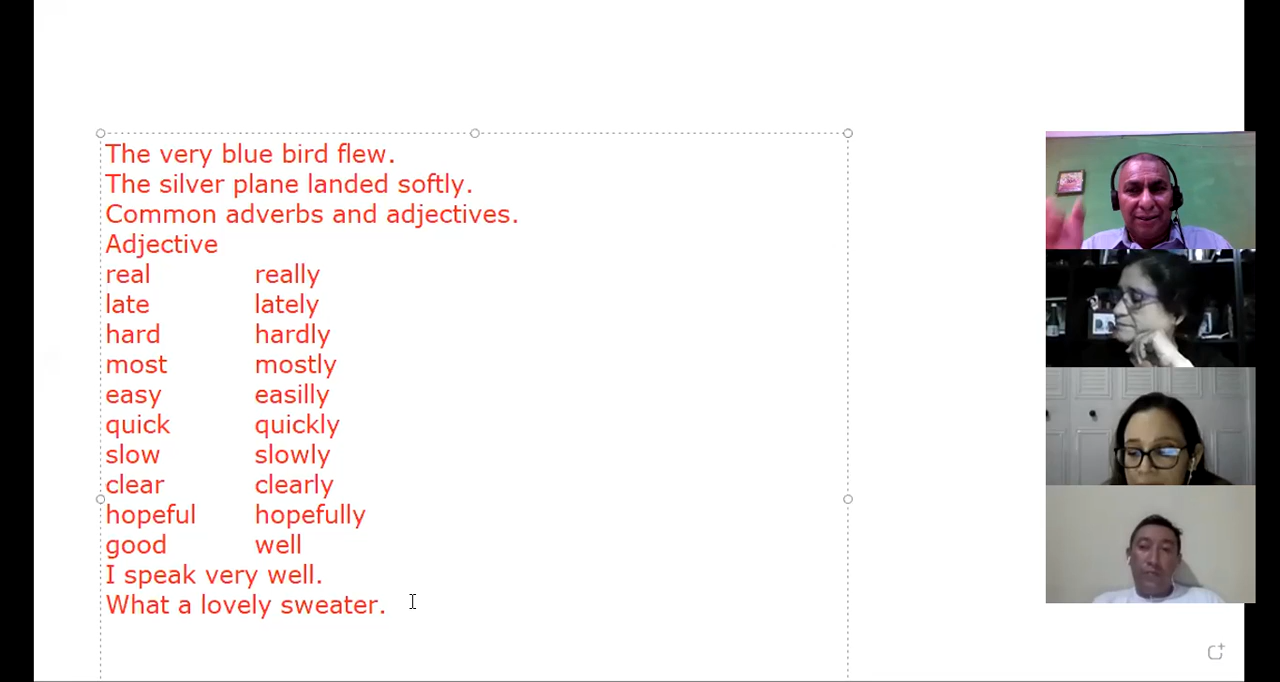 The very blue bird flew.
The silver plane landed softly.
Common adverbs and adjectives.
Adjective
real really
late lately
hard hardly
most mostly
easy easilly
quick quickly
slow slowly
clear clearly
hopeful hopefully
good well
I speak very well.
What a lovely sweater.